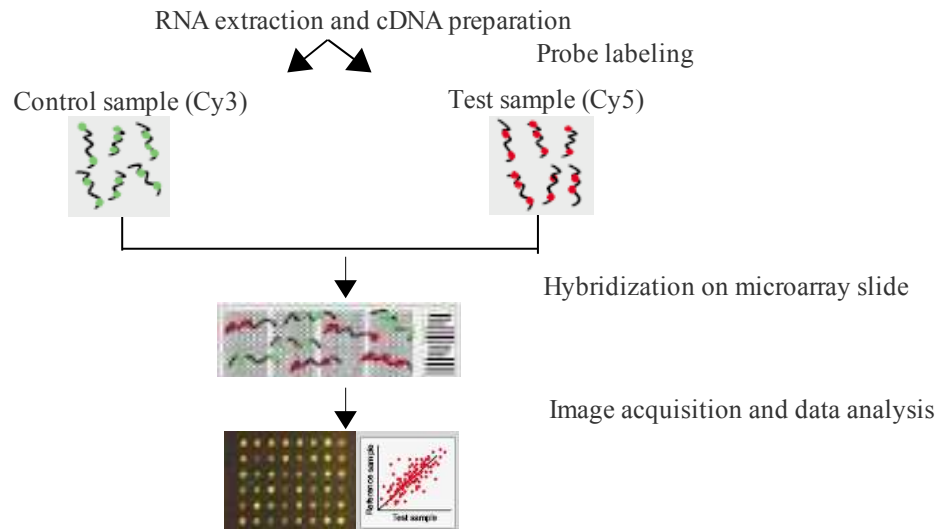 RNA extraction and cDNA preparation
Probe labeling
Control sample (Cy3)
Test sample (Cy5)
Hybridization on microarray slide
Image acquisition and data analysis
Reference sample
Test sample